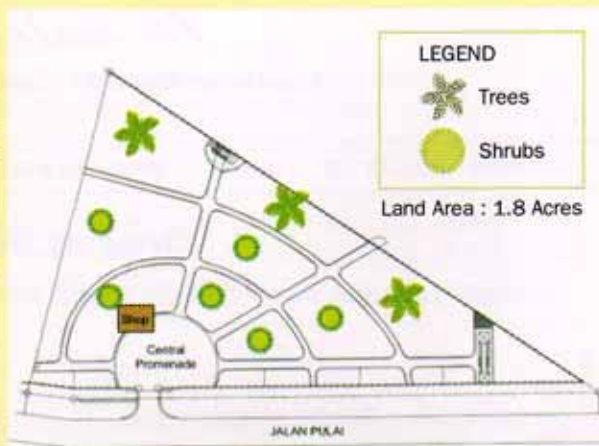 LEGEND
Trees
Shrubs
Land Area : 1.8 Acres
Shop
Central
Promenade
JALAN PULAI